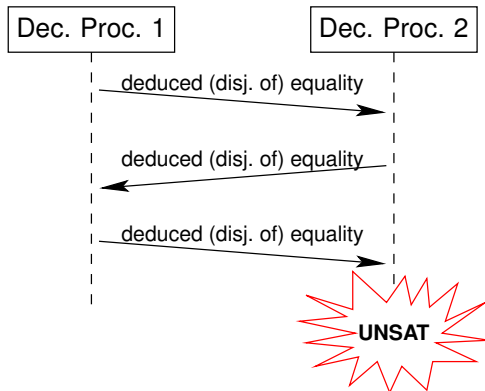 Dec. Proc. 1
Dec. Proc. 2
deduced (disj. of) equality
deduced (disj. of) equality
deduced (disj. of) equality
UNSAT